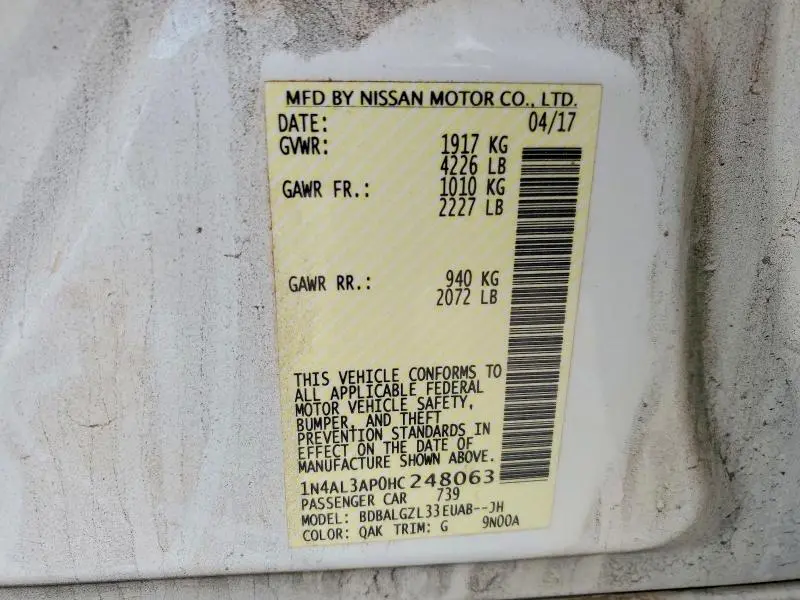 MFD BY NISSAN MOTOR CO., LTD.
DATE: 04/17
GVWR: 1917 KG
4226 LB
GAWR FR.: 1010 KG
2227 LB
GAWR RR.: 940 KG
2072 LB
THIS VEHICLE CONFORMS TO
ALL APPLICABLE FEDERAL
MOTOR VEHICLE SAFETY,
BUMPER, AND THEFT
PREVENTION STANDARDS IN
EFFECT ON THE DATE OF
MANUFACTURE SHOWN ABOVE.
1N4AL3AP0HC248063
PASSENGER CAR 739
MODEL: BDBALGZL33EUAB--JH
COLOR: QAK TRIM: G 9N00A